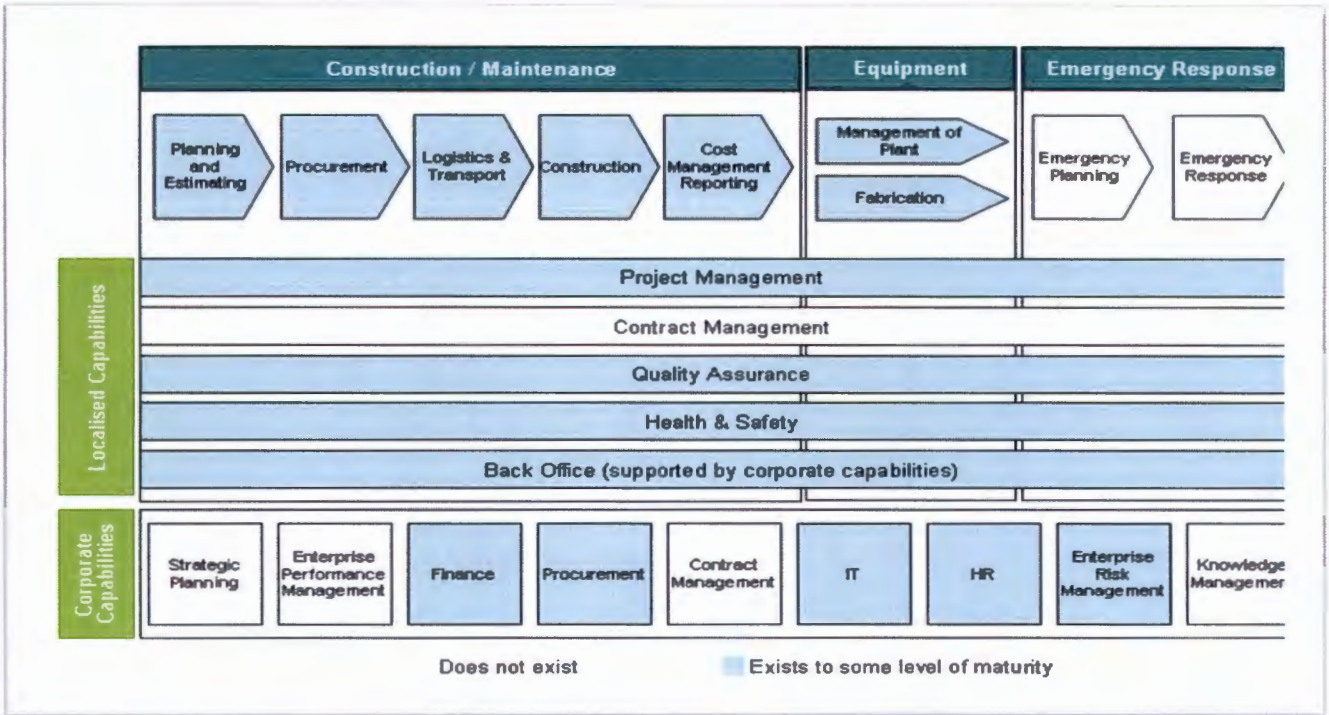 Construction / Maintenance
Equipment
Emergency Response
Planning
and
Estimating
Procurement
Logistics &
Transport
Construction
Cost
Management
Reporting
Management of
Plant
Fabrication
Emergency
Planning
Emergency
Response
Localised Capabilities
Project Management
Contract Management
Quality Assurance
Health & Safety
Back Office (supported by corporate capabilities)
Corporate
Capabilities
Strategic
Planning
Enterprise
Performance
Management
Finance
Procurement
Contract
Management
IT
HR
Enterprise
Risk
Management
Knowledge
Managemer
Does not exist
Exists to some level of maturity